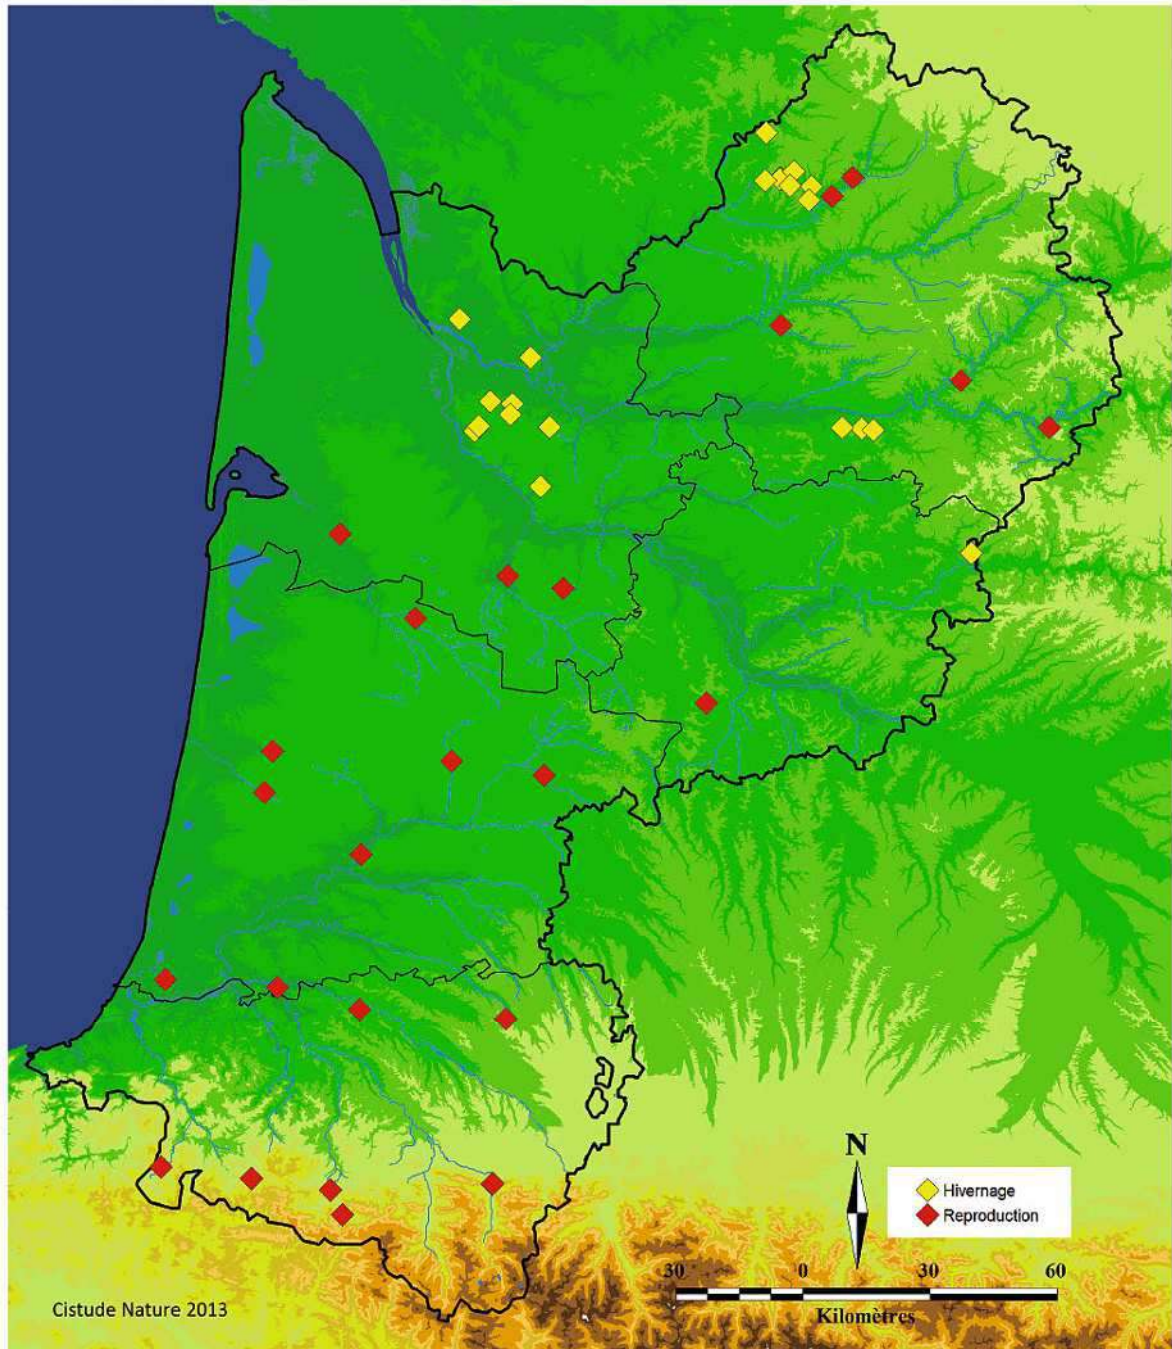 N
Hivernage
Reproduction
30 0 30 60
Kilomètres
Cistude Nature 2013